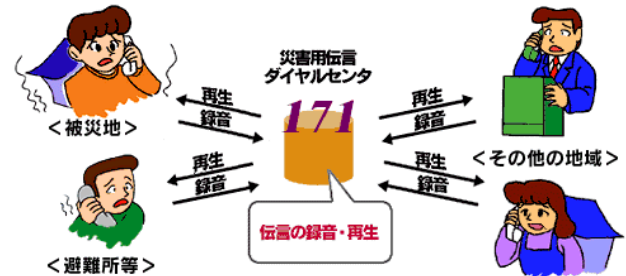 災害用伝言
ダイヤルセンタ
171
再生
録音
再生
録音
＜被災地＞
再生
録音
再生
録音
＜その他の地域＞
伝言の録音・再生
＜避難所等＞